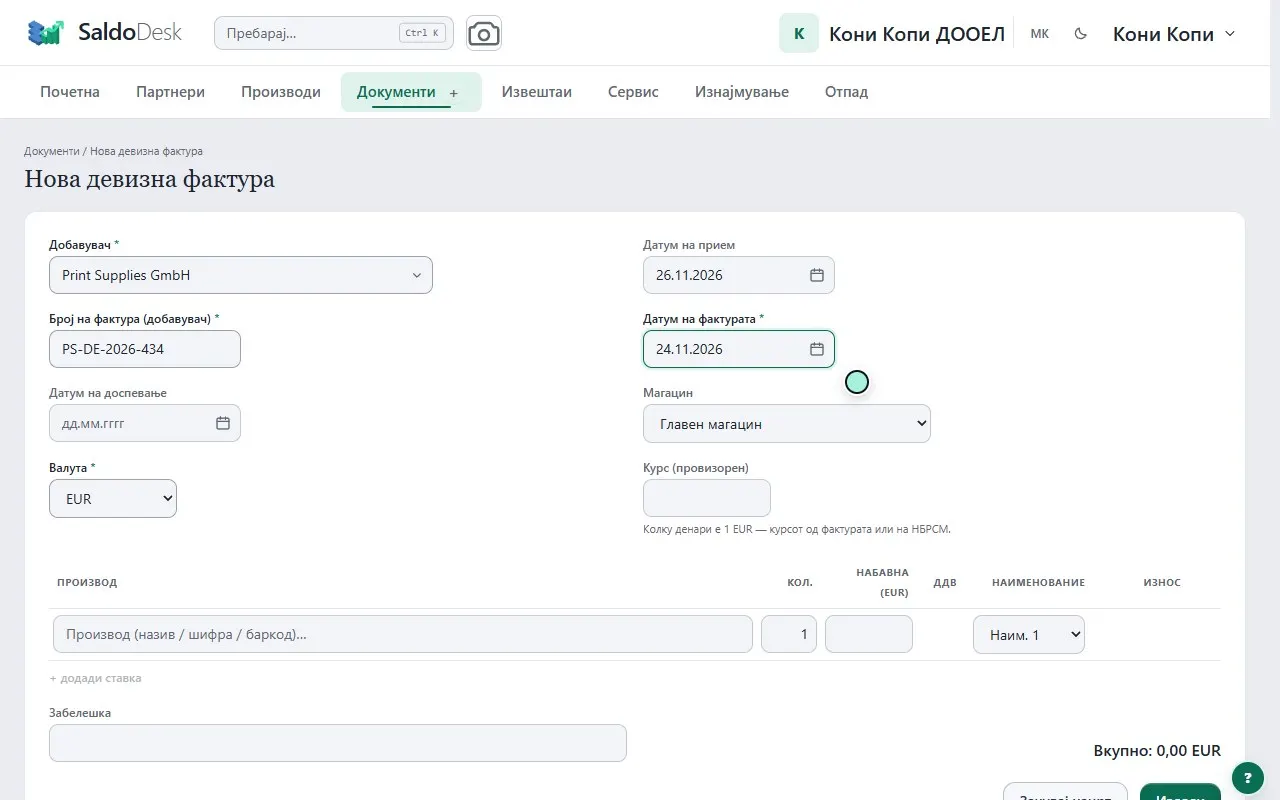 SaldoDesk
Пребарај...
Ctrl K
К
Кони Копи ДООЕЛ
МК
Кони Копи
Почетна
Партнери
Производи
Документи +
Извештаи
Сервис
Изнајмување
Отпад
Документи / Нова девизна фактура
Нова девизна фактура
Добавувач *
Print Supplies GmbH
Датум на прием
26.11.2026
Број на фактура (добавувач) *
PS-DE-2026-434
Датум на фактурата *
24.11.2026
Датум на доспевање
дд.мм.гггг
Магацин
Главен магацин
Валута *
EUR
Курс (провизорен)
Колку денари е 1 EUR — курсот од фактурата или на НБРСМ.
ПРОИЗВОД
КОЛ.
НАБАВНА
(EUR)
ДДВ
НАИМЕНОВАНИЕ
ИЗНОС
Производ (назив / шифра / баркод)...
1
Наим. 1
+ додади ставка
Забелешка
Вкупно: 0,00 EUR
?